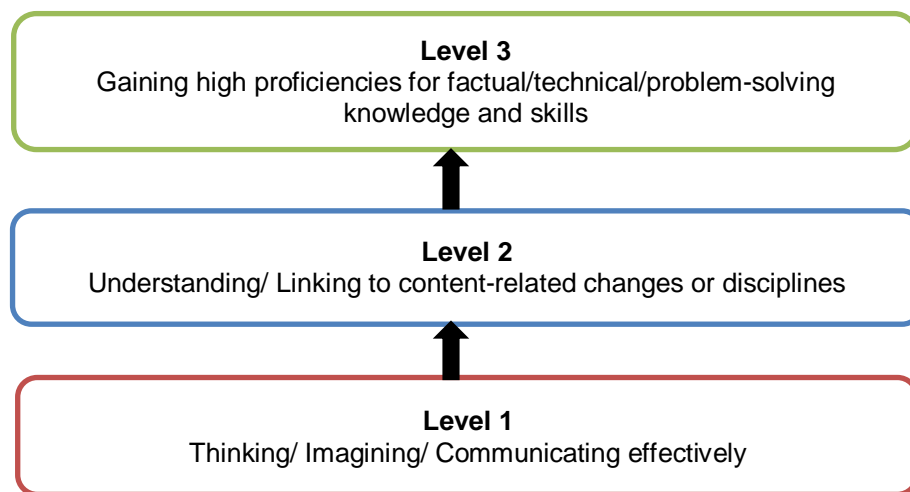 Level 3
Gaining high proficiencies for factual/technical/problem-solving
knowledge and skills
Level 2
Understanding/ Linking to content-related changes or disciplines
Level 1
Thinking/ Imagining/ Communicating effectively